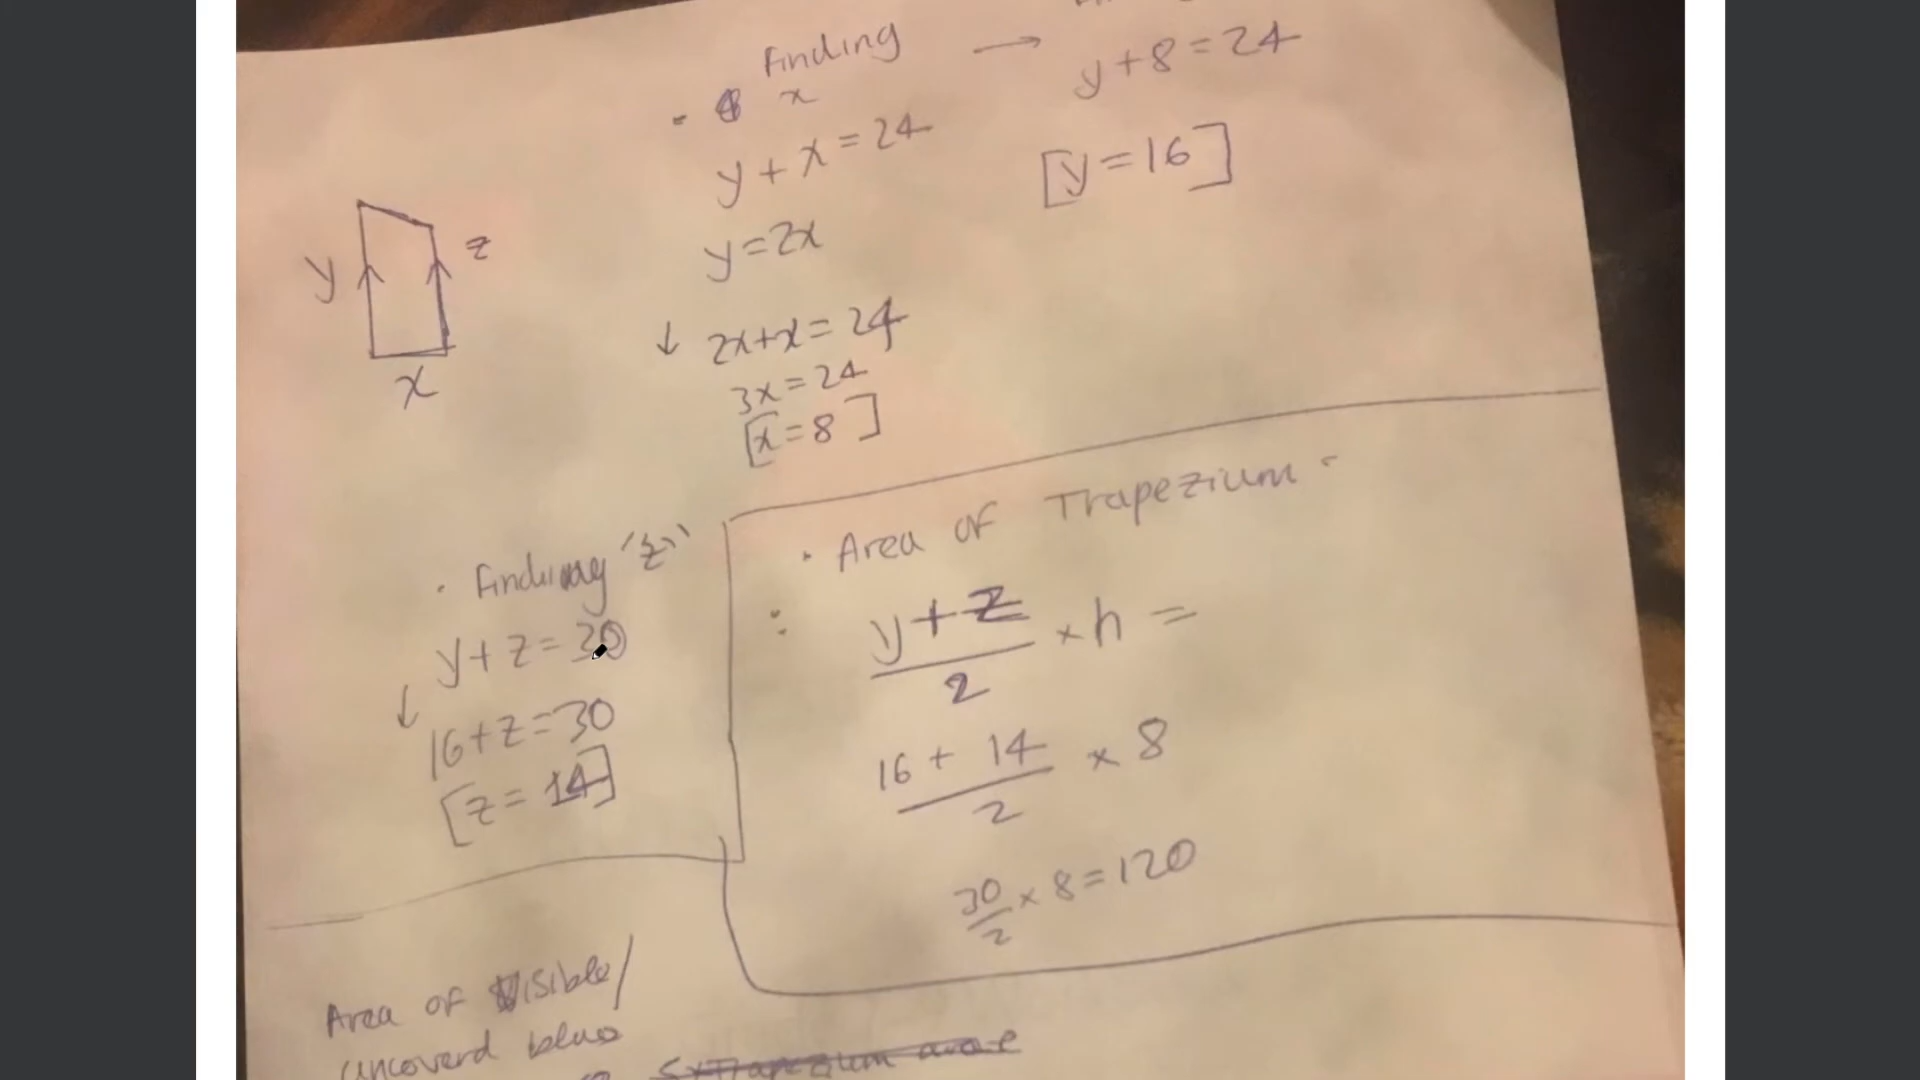 Finding →
x
y + x = 24
y = 2x
↓ 2x + x = 24
3x = 24
[x = 8]
y + 8 = 24
[y = 16]
y
z
x
· Finding 'z'
y + z = 30
↓ 16 + z = 30
[z = 14]
· Area of Trapezium
: y + z / 2 × h =
16 + 14 / 2 × 8
30 / 2 × 8 = 120
Area of Visible/
uncoverd blue